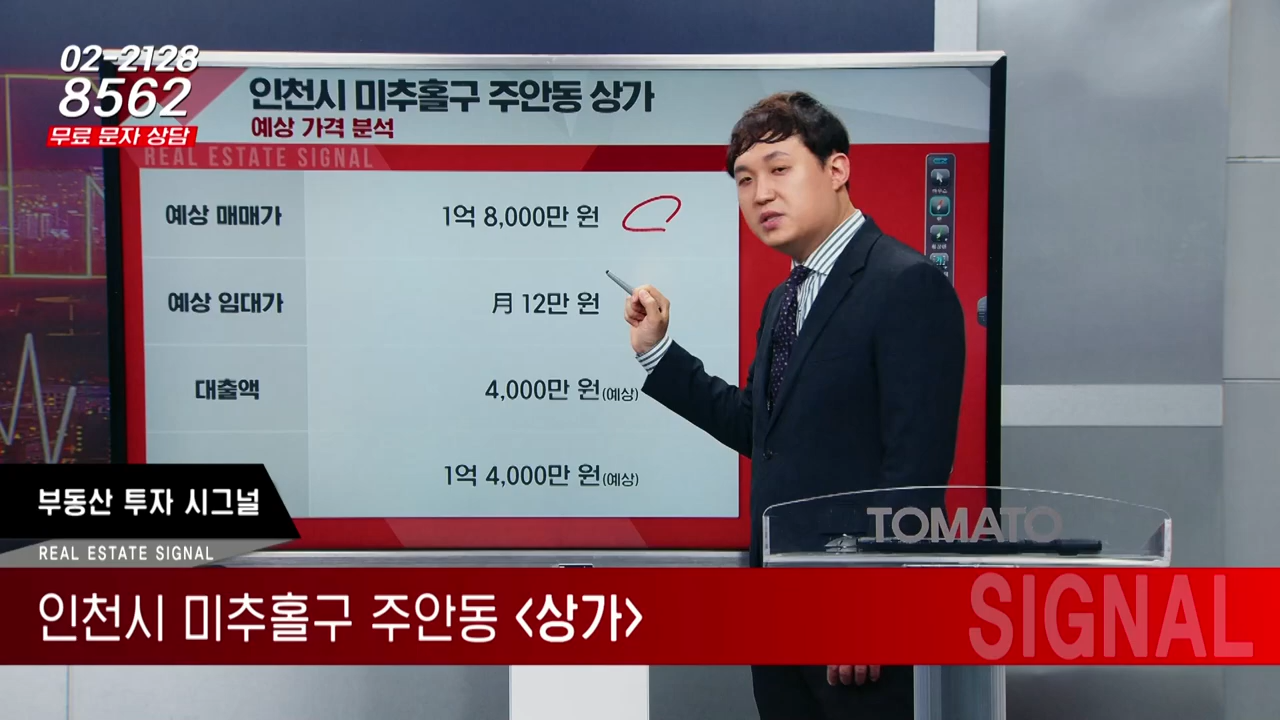 02-2128
8562
무료 문자 상담
인천시 미추홀구 주안동 상가
예상 가격 분석
REAL ESTATE SIGNAL
예상 매매가 1억 8,000만 원
예상 임대가 月 12만 원
대출액 4,000만 원(예상)
1억 4,000만 원(예상)
부동산 투자 시그널
REAL ESTATE SIGNAL
TOMATO
인천시 미추홀구 주안동 <상가>
SIGNAL